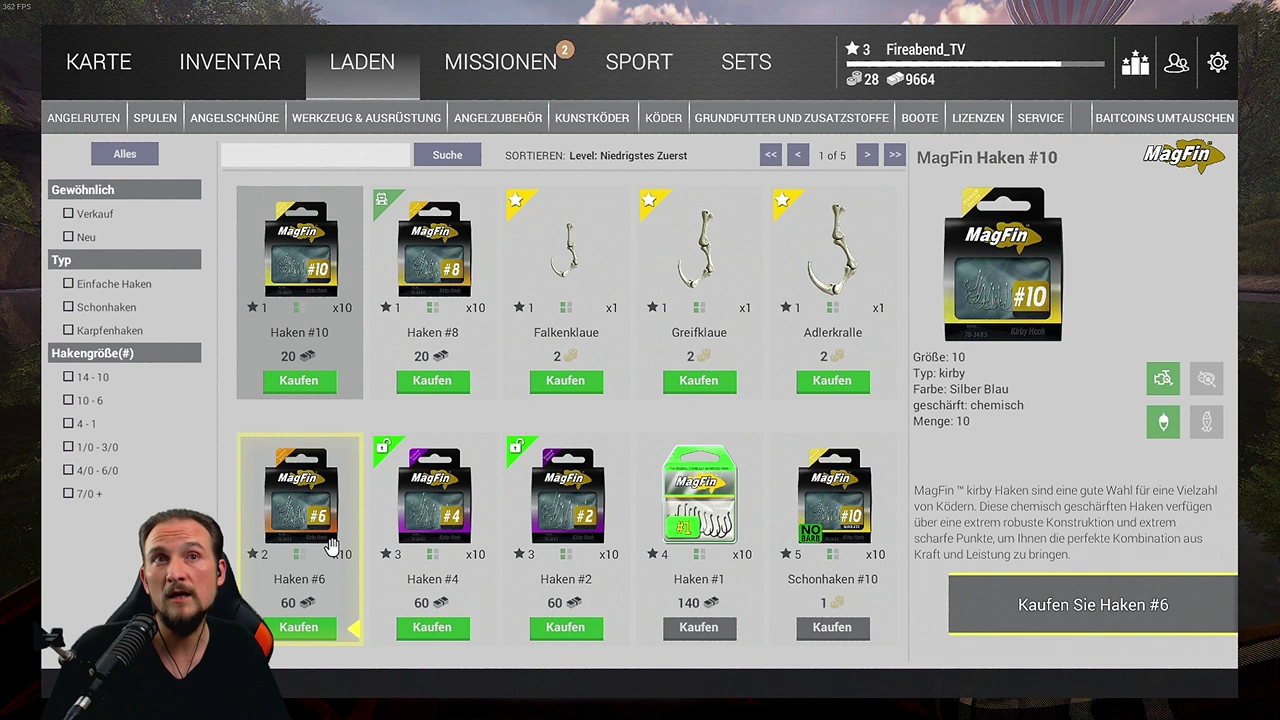 362 FPS
KARTE
INVENTAR
LADEN
MISSIONEN
2
SPORT
SETS
3 Fireabend_TV
28 9664
ANGELRUTEN
SPULEN
ANGELSCHNÜRE
WERKZEUG & AUSRÜSTUNG
ANGELZUBEHÖR
KUNSTKÖDER
KÖDER
GRUNDFUTTER UND ZUSATZSTOFFE
BOOTE
LIZENZEN
SERVICE
BAITCOINS UMTAUSCHEN
Alles
Gewöhnlich
Verkauf
Neu
Typ
Einfache Haken
Schonhaken
Karpfenhaken
Hakengröße(#)
14 - 10
10 - 6
4 - 1
1/0 - 3/0
4/0 - 6/0
7/0 +
Suche
SORTIEREN: Level: Niedrigstes Zuerst
<< < 1 of 5 > >>
MagFin
#10
1 x10
Haken #10
20
Kaufen
MagFin
#8
1 x10
Haken #8
20
Kaufen
1 x1
Falkenklaue
2
Kaufen
1 x1
Greifklaue
2
Kaufen
1 x1
Adlerkralle
2
Kaufen
MagFin
#6
2 10
Haken #6
60
Kaufen
MagFin
#4
3 x10
Haken #4
60
Kaufen
MagFin
#2
3 x10
Haken #2
60
Kaufen
MagFin
#1
4 x10
Haken #1
140
Kaufen
MagFin
#10
NO
BARB
5 x10
Schonhaken #10
1
Kaufen
MagFin Haken #10
MagFin
MagFin
#10
Kirby Hook
Größe: 10
Typ: kirby
Farbe: Silber Blau
geschärft: chemisch
Menge: 10
MagFin ™ kirby Haken sind eine gute Wahl für eine Vielzahl
von Ködern. Diese chemisch geschärften Haken verfügen
über eine extrem robuste Konstruktion und extrem
scharfe Punkte, um Ihnen die perfekte Kombination aus
Kraft und Leistung zu bringen.
Kaufen Sie Haken #6